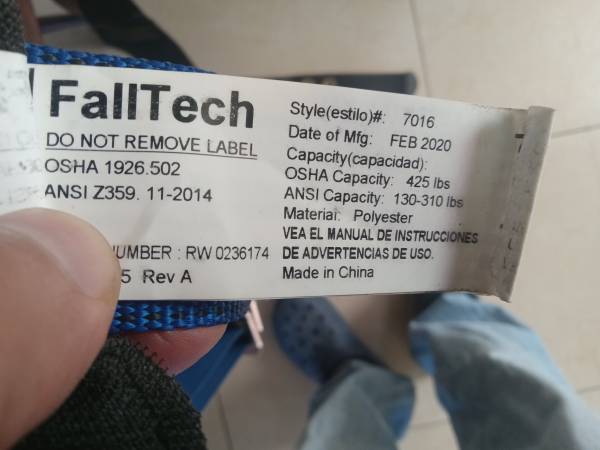 FallTech
DO NOT REMOVE LABEL
OSHA 1926.502
ANSI Z359. 11-2014
NUMBER : RW 0236174
5 Rev A
Style(estilo)#: 7016
Date of Mfg: FEB 2020
Capacity(capacidad):
OSHA Capacity: 425 lbs
ANSI Capacity: 130-310 lbs
Material: Polyester
VEA EL MANUAL DE INSTRUCCIONES
DE ADVERTENCIAS DE USO.
Made in China